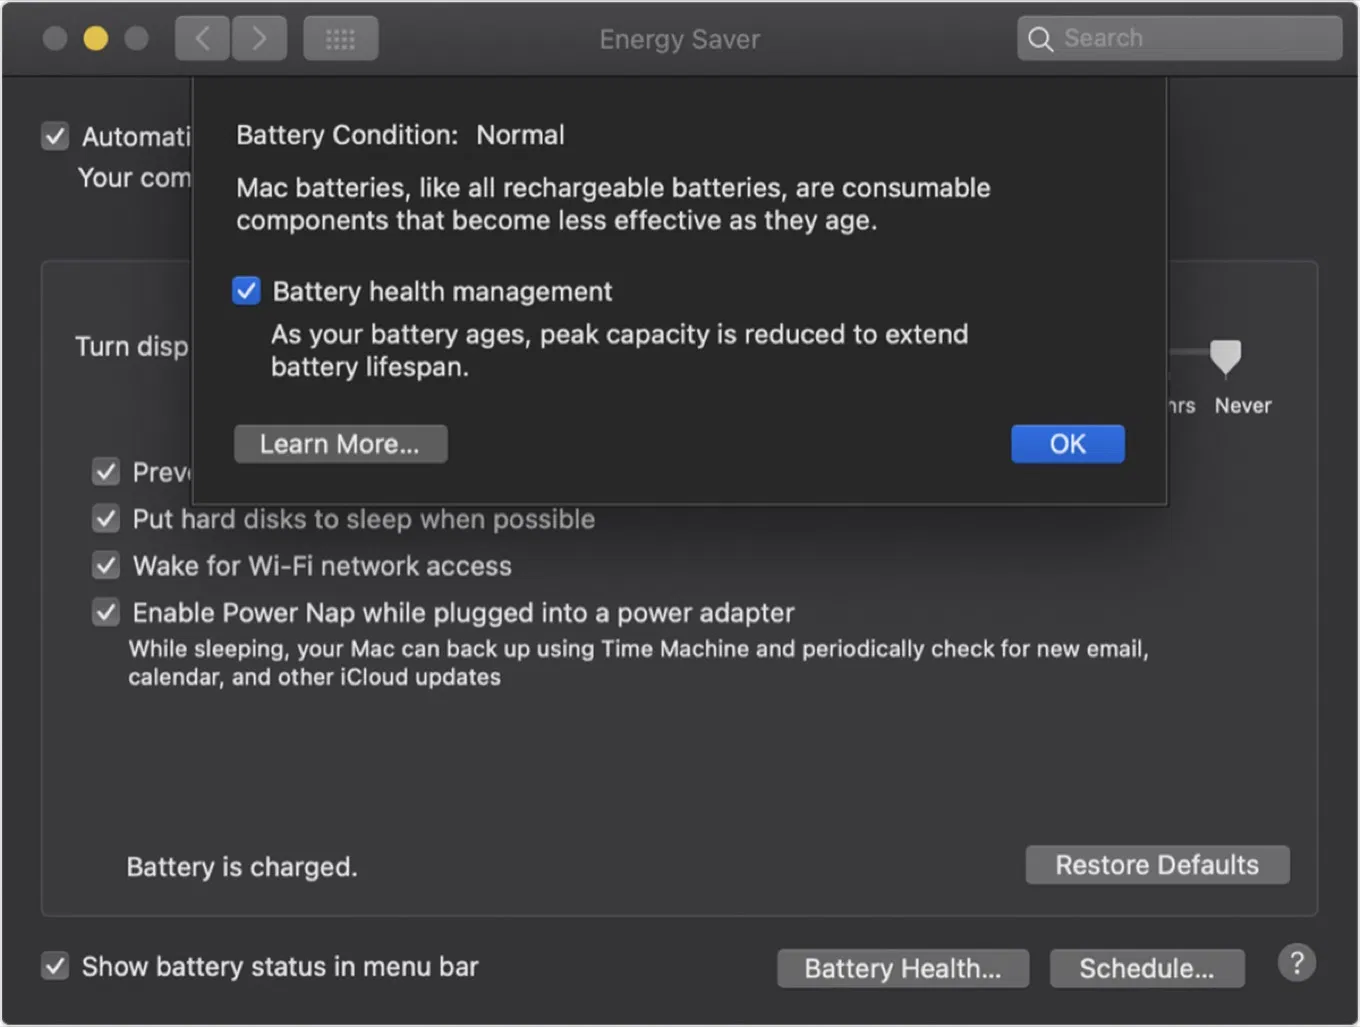 Energy Saver
Search
Battery Condition: Normal
Mac batteries, like all rechargeable batteries, are consumable
components that become less effective as they age.
Battery health management
As your battery ages, peak capacity is reduced to extend
battery lifespan.
Learn More...
OK
Automati
Your com
Turn disp
hrs Never
Preve
Put hard disks to sleep when possible
Wake for Wi-Fi network access
Enable Power Nap while plugged into a power adapter
While sleeping, your Mac can back up using Time Machine and periodically check for new email,
calendar, and other iCloud updates
Battery is charged.
Restore Defaults
Show battery status in menu bar
Battery Health...
Schedule...
?